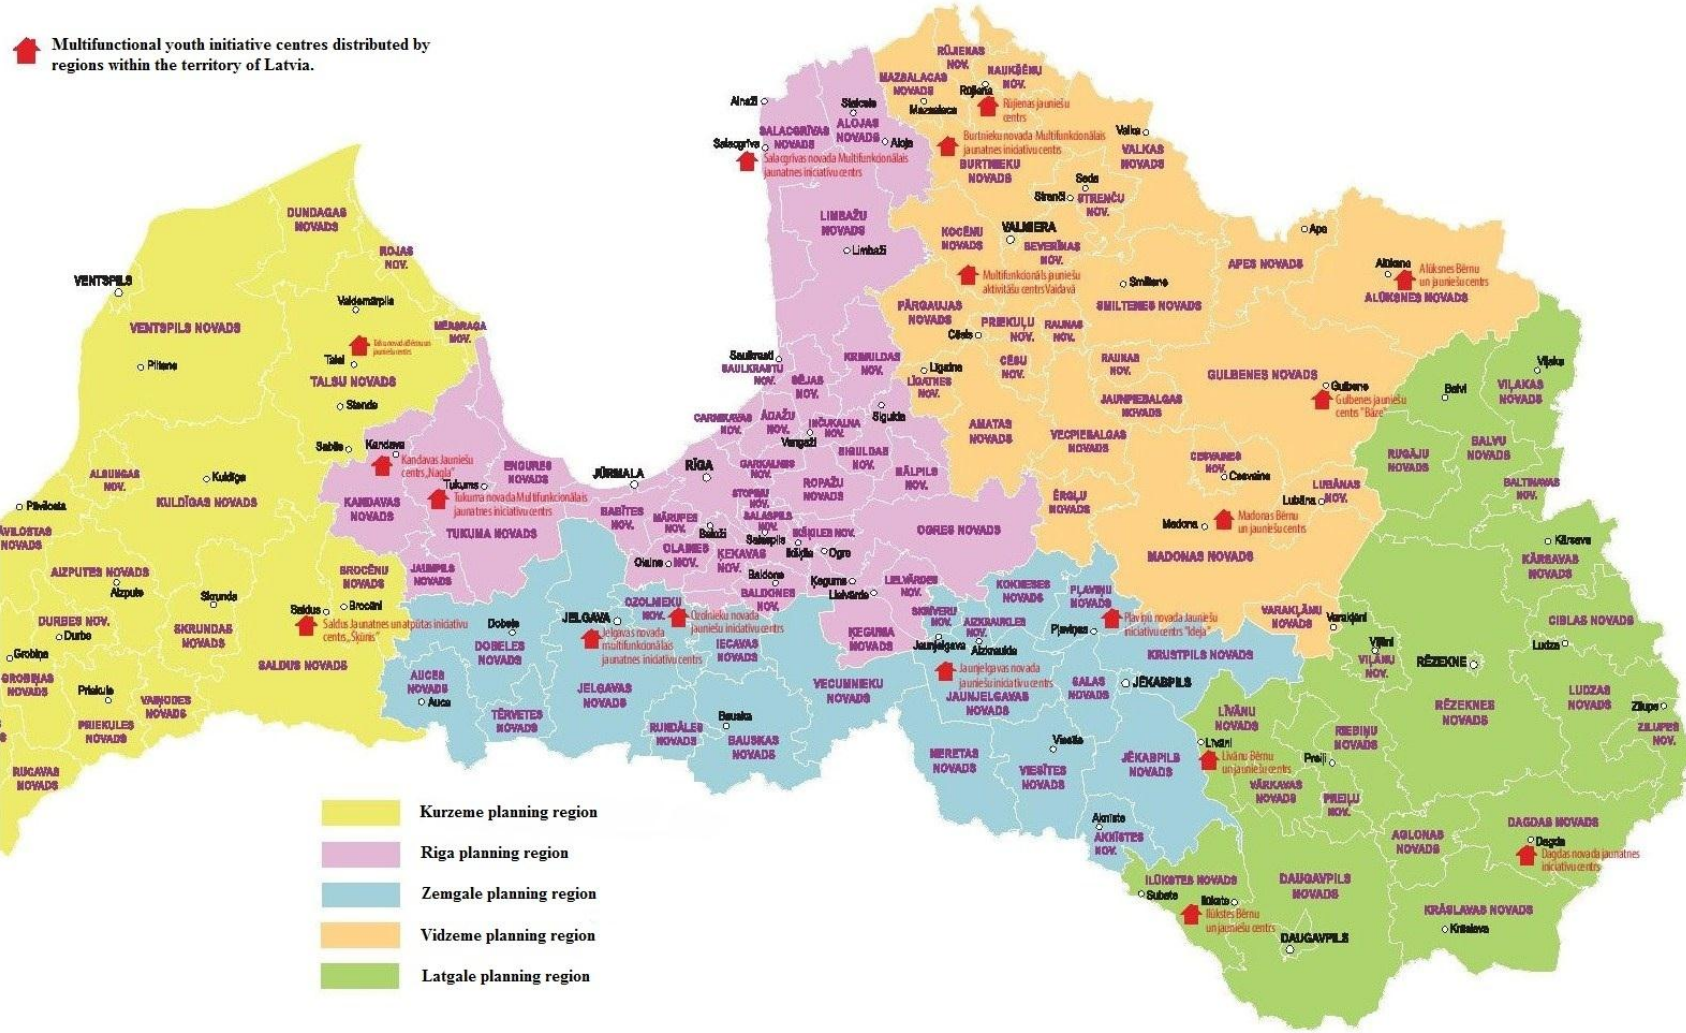 Multifunctional youth initiative centres distributed by
regions within the territory of Latvia.
RŪJIENAS
NOV.
NAUKŠĒNU
NOV.
MAZSALACAS
NOVADS
Rūjiena
Mazsalaca
Rūjienas jauniešu
centrs
Ainaži
Staicele
ALOJAS
NOVADS
Aloja
SALACGRĪVAS
NOVADS
Salacgrīva
Salacgrīvas novada Multifunkcionālais
jaunatnes iniciatīvu centrs
Burtnieku novada Multifunkcionālais
jaunatnes iniciatīvu centrs
BURTNIEKU
NOVADS
Valka
VALKAS
NOVADS
Seda
Strenči
STRENČU
NOV.
DUNDAGAS
NOVADS
ROJAS
NOV.
LIMBAŽU
NOVADS
Limbaži
KOCĒNU
NOVADS
VALMIERA
BEVERĪNAS
NOV.
Ape
APES NOVADS
Alūksne
Alūksnes Bērnu
un jauniešu centrs
ALŪKSNES NOVADS
VENTSPILS
Valdemārpils
VENTSPILS NOVADS
MĒRSRAGA
NOV.
Multifunkcionāls jauniešu
aktivitāšu centrs Vaidavā
Smiltene
SMILTENES NOVADS
PĀRGAUJAS
NOVADS
Cēsis
PRIEKUĻU
NOV.
RAUNAS
NOV.
Piltene
Talsi
jauniešu centrs
TALSU NOVADS
Stende
Saulkrasti
SAULKRASTU
NOV.
KRIMULDAS
NOV.
SĒJAS
NOV.
Līgatne
LĪGATNES
NOV.
CĒSU
NOV.
RAUNAS
NOV.
GULBENES NOVADS
Gulbene
Gulbenes jauniešu
centrs "Bāze"
Balvi
Viļaka
VIĻAKAS
NOVADS
JAUNPIEBALGAS
NOVADS
CARNIKAVAS
NOV.
ĀDAŽU
NOV.
INČUKALNA
NOV.
Vangaži
Sigulda
AMATAS
NOVADS
VECPIEBALGAS
NOVADS
BALVU
NOVADS
RUGĀJU
NOVADS
Sabile
Kandava
Kandavas Jauniešu
centrs „Nagla"
ENGURES
NOVADS
JŪRMALA
RĪGA
GARKALNES
NOV.
SIGULDAS
NOV.
MĀLPILS
NOV.
CESVAINES
NOV.
Cesvaine
LUBĀNAS
NOV.
Lubāna
BALTINAVAS
NOV.
ALSUNGAS
NOV.
Kuldīga
KULDĪGAS NOVADS
KANDAVAS
NOVADS
Tukums
Tukuma novada Multifunkcionālais
jaunatnes iniciatīvu centrs
TUKUMA NOVADS
BABĪTES
NOV.
MĀRUPES
NOV.
STOPIŅU
NOV.
ROPAŽU
NOVADS
SALASPILS
NOV.
Salaspils
Baloži
IKŠĶILES NOV.
Ikšķile
Ogre
OGRES NOVADS
ĒRGĻU
NOVADS
Madona
Madonas Bērnu
un jauniešu centrs
MADONAS NOVADS
Kārsava
KĀRSAVAS
NOVADS
Pāvilosta
ĀVILOSTAS
NOVADS
AIZPUTES NOVADS
Aizpute
BROCĒNU
NOVADS
JAUNPILS
NOVADS
Olaine
OLAINES
NOV.
ĶEKAVAS
NOV.
Baldone
BALDONES
NOV.
Ķegums
Lielvārde
LIELVĀRDES
NOV.
KOKNESES
NOVADS
PĻAVIŅU
NOVADS
Skrunda
SKRUNDAS
NOVADS
Saldus
Brocēni
Saldus Jaunatnes un atpūtas iniciatīvu
centrs „Šķūnis"
SALDUS NOVADS
DURBES NOV.
Durbe
Grobiņa
GROBIŅAS
NOVADS
Dobele
DOBELES
NOVADS
JELGAVA
Jelgavas novada
multifunkcionālais
jaunatnes iniciatīvu centrs
OZOLNIEKU
NOV.
Ozolnieku novada
jauniešu iniciatīvu centrs
IECAVAS
NOVADS
ĶEGUMA
NOVADS
SKRĪVERU
NOV.
AIZKRAUKLES
NOV.
Jaunjelgava
Aizkraukle
Pļaviņas
Pļaviņu novada Jauniešu
iniciatīvu centrs "Ideja"
VARAKĻĀNU
NOVADS
Varakļāni
KRUSTPILS NOVADS
Viļāni
VIĻĀNU
NOV.
RĒZEKNE
CIBLAS NOVADS
Ludza
Priekule
PRIEKULES
NOVADS
VAIŅODES
NOVADS
AUCES
NOVADS
Auce
TĒRVETES
NOVADS
JELGAVAS
NOVADS
RUNDĀLES
NOVADS
Bauska
BAUSKAS
NOVADS
VECUMNIEKU
NOVADS
Jaunjelgavas novada
jauniešu iniciatīvu centrs
JAUNJELGAVAS
NOVADS
SALAS
NOVADS
JĒKABPILS
RĒZEKNES
NOVADS
LUDZAS
NOVADS
Zilupe
ZILUPES
NOV.
RUCAVAS
NOVADS
NERETAS
NOVADS
Viesīte
VIESĪTES
NOVADS
JĒKABPILS
NOVADS
LĪVĀNU
NOVADS
Līvāni
Līvānu Bērnu
un jauniešu centrs
RIEBIŅU
NOVADS
Preiļi
VĀRKAVAS
NOVADS
PREIĻU
NOV.
Aknīste
AKNĪSTES
NOV.
AGLONAS
NOVADS
DAGDAS NOVADS
Dagda
Dagdas novada jaunatnes
iniciatīvu centrs
ILŪKSTES NOVADS
Subate
Ilūkste
Ilūkstes Bērnu
un jauniešu centrs
DAUGAVPILS
NOVADS
DAUGAVPILS
KRĀSLAVAS NOVADS
Krāslava
Kurzeme planning region
Riga planning region
Zemgale planning region
Vidzeme planning region
Latgale planning region